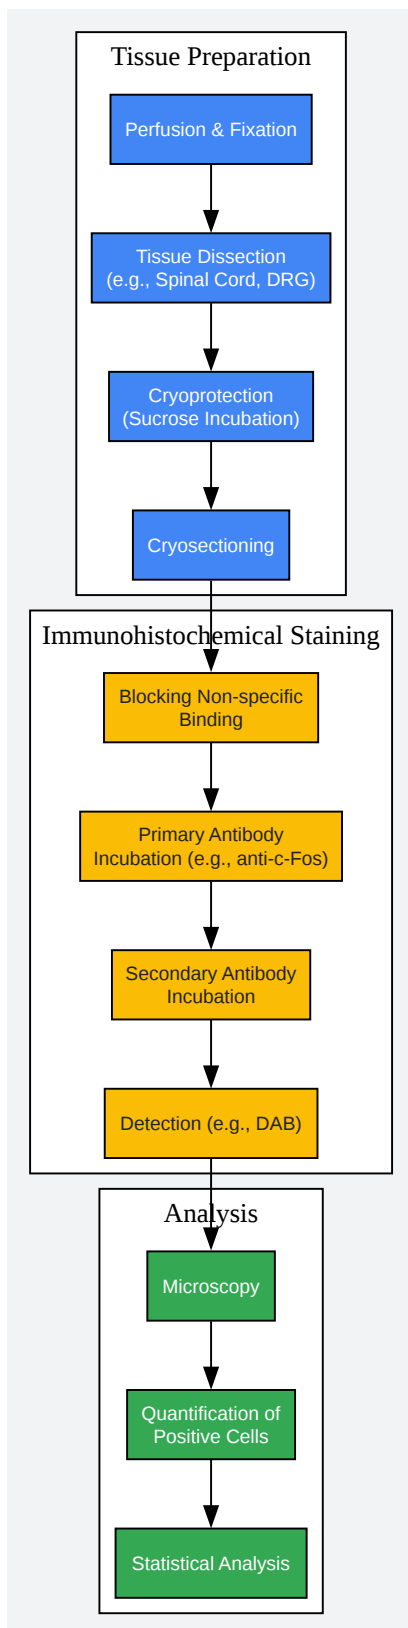 Tissue Preparation
Perfusion & Fixation
Tissue Dissection
(e.g., Spinal Cord, DRG)
Cryoprotection
(Sucrose Incubation)
Cryosectioning
Immunohistochemical Staining
Blocking Non-specific
Binding
Primary Antibody
Incubation (e.g., anti-c-Fos)
Secondary Antibody
Incubation
Detection (e.g., DAB)
Analysis
Microscopy
Quantification of
Positive Cells
Statistical Analysis